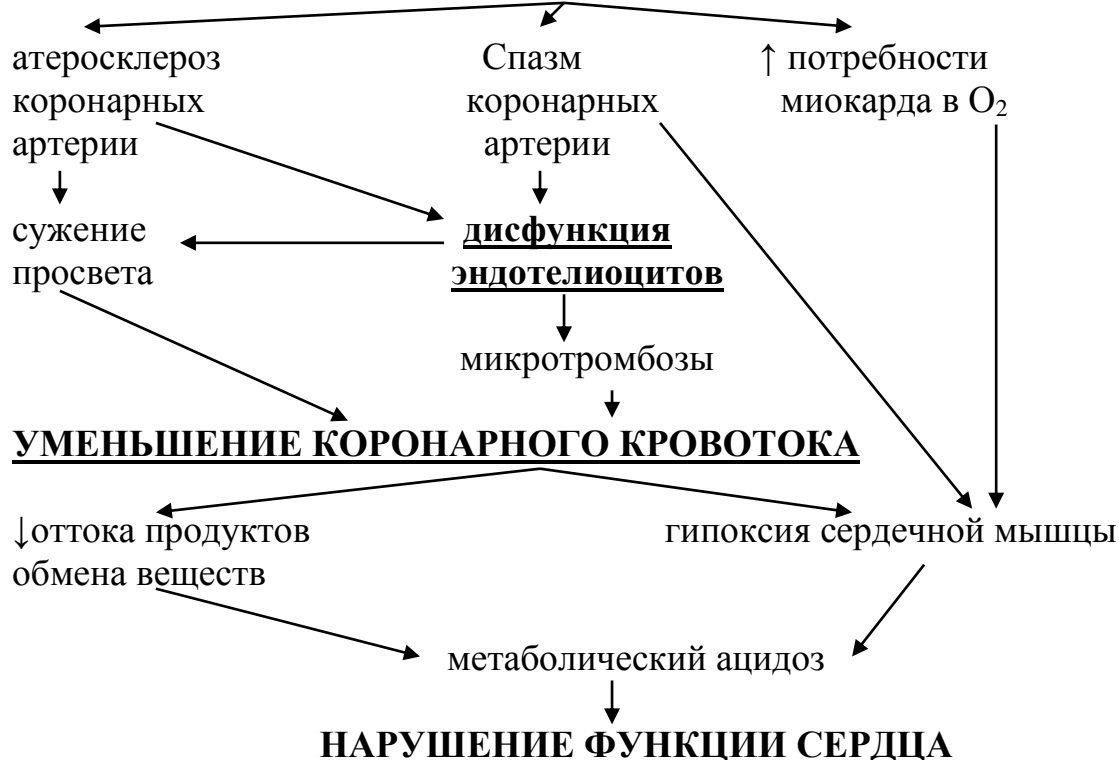 атеросклероз
коронарных
артерии
Спазм
коронарных
артерии
↑ потребности
миокарда в O₂
сужение
просвета
дисфункция
эндотелиоцитов
микротромбозы
УМЕНЬШЕНИЕ КОРОНАРНОГО КРОВОТОКА
↓оттока продуктов
обмена веществ
гипоксия сердечной мышцы
метаболический ацидоз
НАРУШЕНИЕ ФУНКЦИИ СЕРДЦА